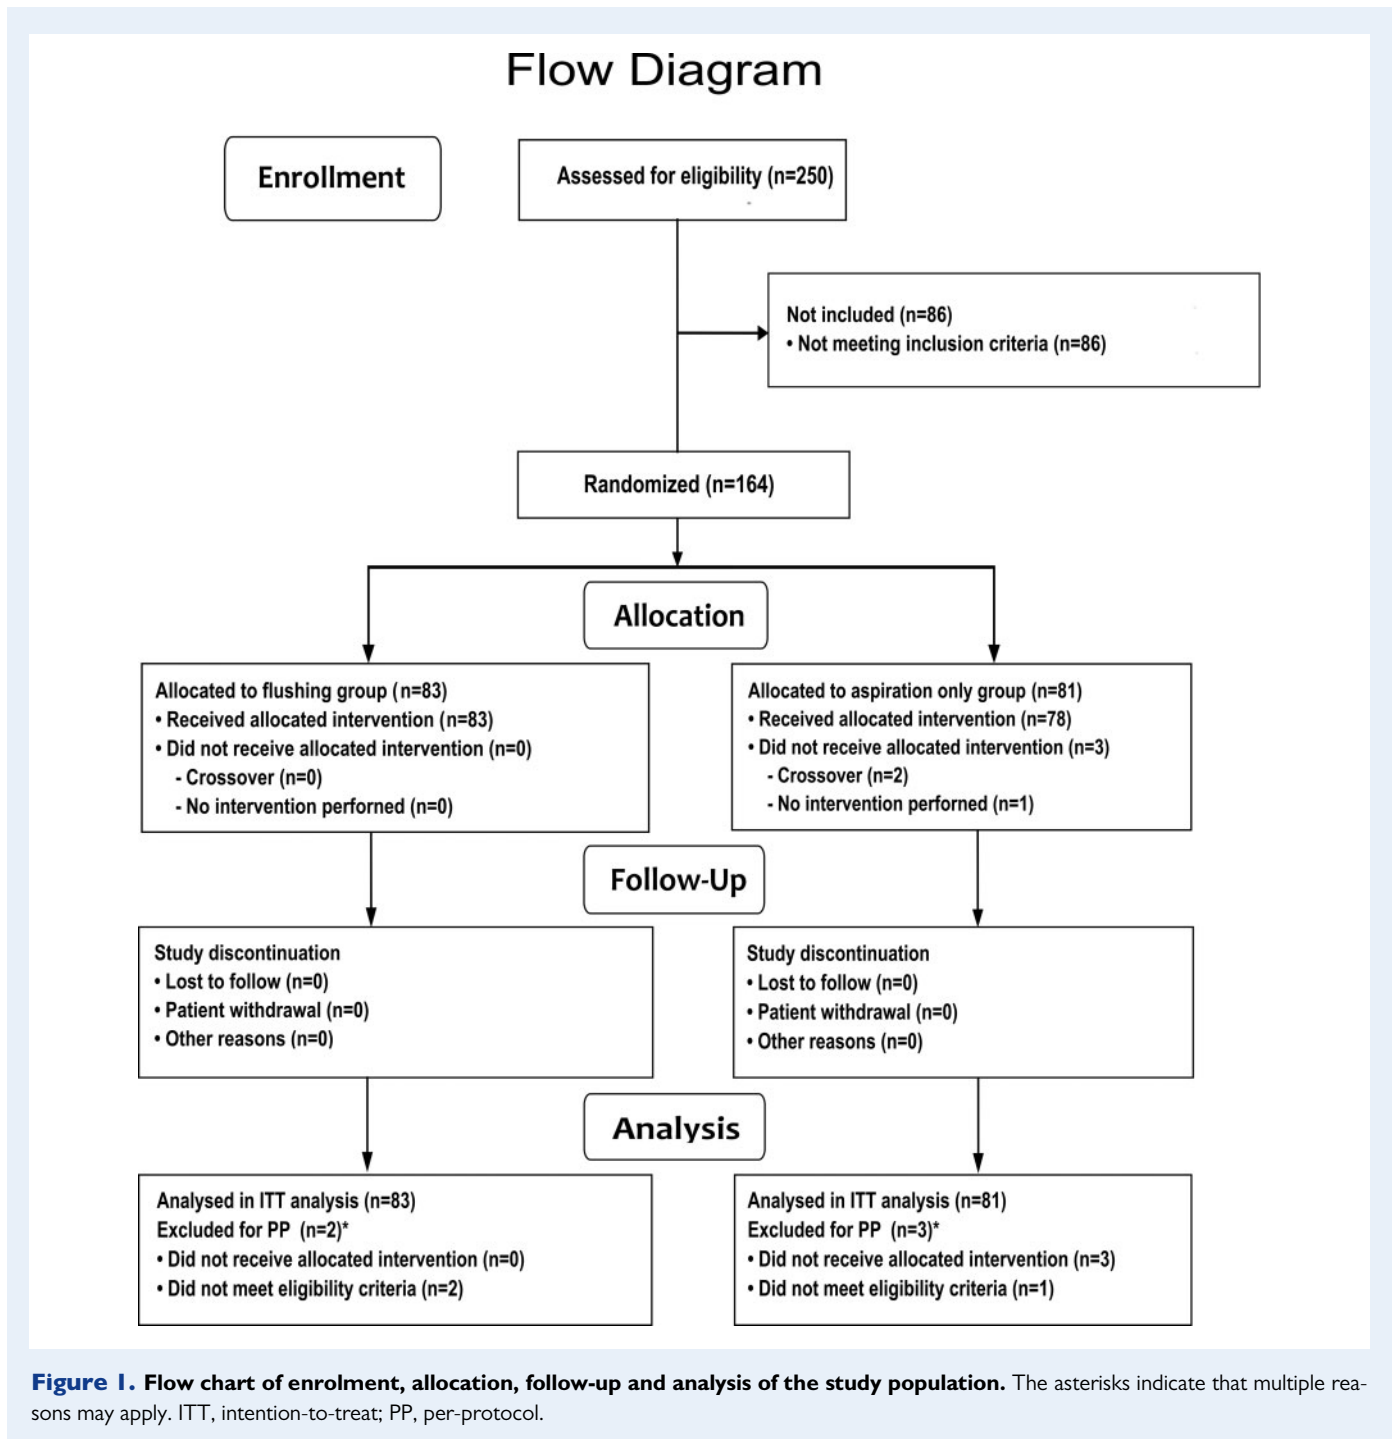 Flow Diagram
Enrollment
Assessed for eligibility (n=250)
Not included (n=86)
• Not meeting inclusion criteria (n=86)
Randomized (n=164)
Allocation
Allocated to flushing group (n=83)
• Received allocated intervention (n=83)
• Did not receive allocated intervention (n=0)
- Crossover (n=0)
- No intervention perforned (n=0)
Allocated to aspiration only group (n=81)
• Received allocated intervention (n=78)
• Did not receive allocated intervention (n=3)
- Crossover (n=2)
- No intervention perforned (n=1)
Follow-Up
Study discontinuation
• Lost to follow (n=0)
• Patient withdrawal (n=0)
• Other reasons (n=0)
Study discontinuation
• Lost to follow (n=0)
• Patient withdrawal (n=0)
• Other reasons (n=0)
Analysis
Analysed in ITT analysis (n=83)
Excluded for PP (n=2)*
• Did not receive allocated intervention (n=0)
• Did not meet eligibility criteria (n=2)
Analysed in ITT analysis (n=81)
Excluded for PP (n=3)*
• Did not receive allocated intervention (n=3)
• Did not meet eligibility criteria (n=1)
Figure 1. Flow chart of enrolment, allocation, follow-up and analysis of the study population. The asterisks indicate that multiple rea-
sons may apply. ITT, intention-to-treat; PP, per-protocol.